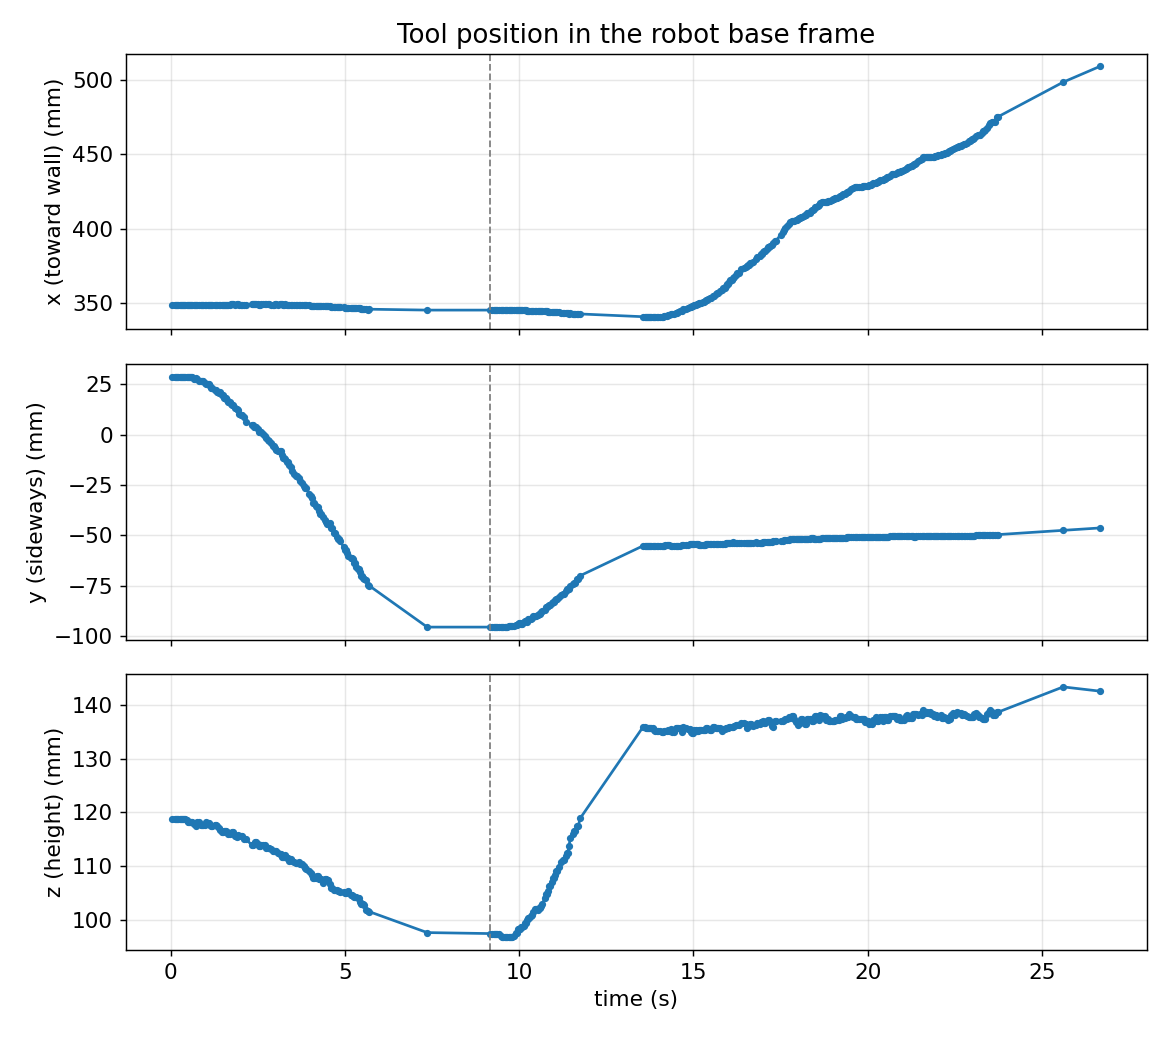 Tool position in the robot base frame
x (toward wall) (mm)
500
450
400
350
y (sideways) (mm)
25
0
−25
−50
−75
−100
z (height) (mm)
140
130
120
110
100
0 5 10 15 20 25
time (s)